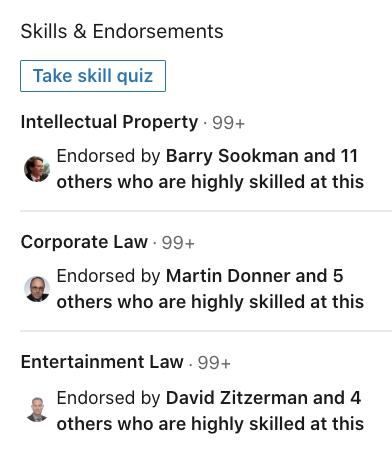 Skills & Endorsements
Take skill quiz
Intellectual Property · 99+
Endorsed by Barry Sookman and 11
others who are highly skilled at this
Corporate Law · 99+
Endorsed by Martin Donner and 5
others who are highly skilled at this
Entertainment Law · 99+
Endorsed by David Zitzerman and 4
others who are highly skilled at this